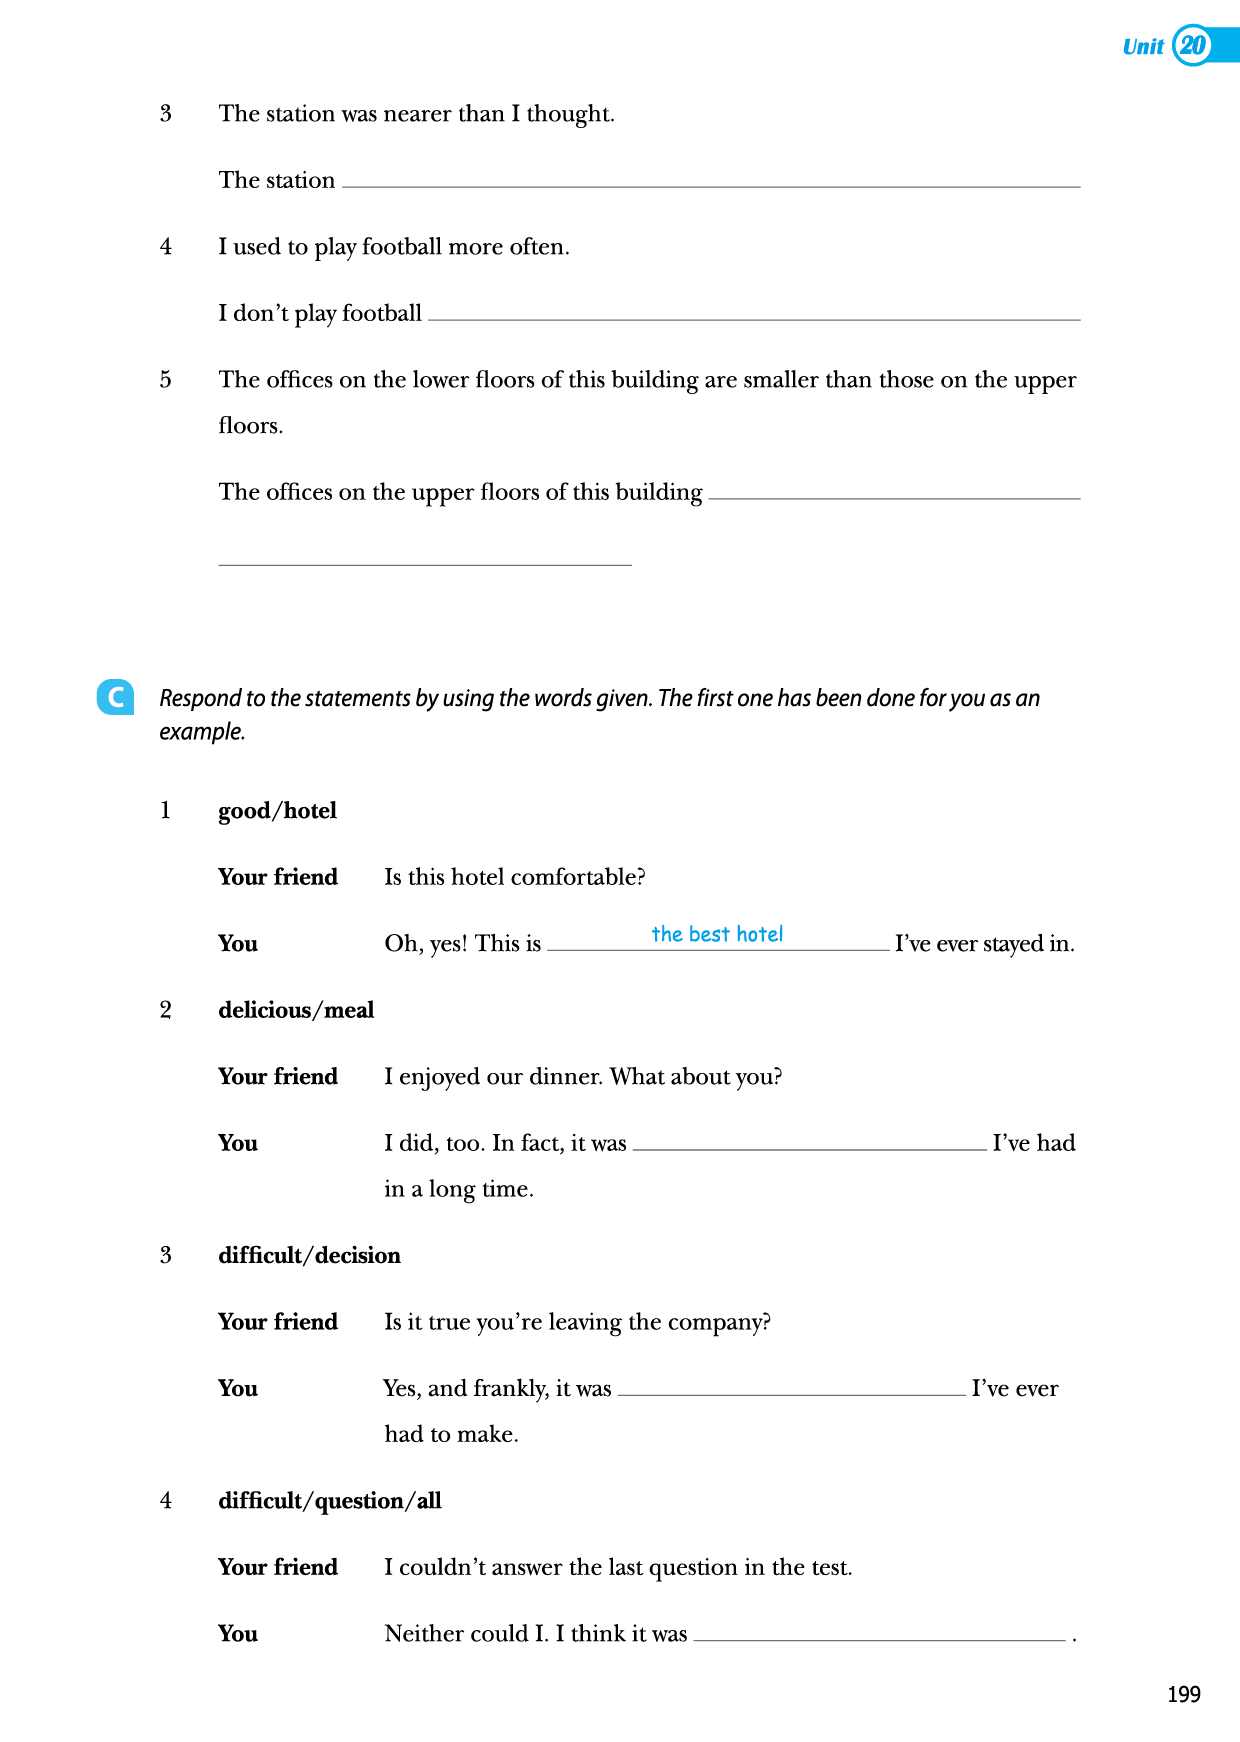 Unit 20
3 The station was nearer than I thought.
The station
4 I used to play football more often.
I don't play football
5 The offices on the lower floors of this building are smaller than those on the upper
floors.
The offices on the upper floors of this building
C Respond to the statements by using the words given. The first one has been done for you as an
example.
1 good/hotel
Your friend Is this hotel comfortable?
You Oh, yes! This is the best hotel I've ever stayed in.
2 delicious/meal
Your friend I enjoyed our dinner. What about you?
You I did, too. In fact, it was I've had
in a long time.
3 difficult/decision
Your friend Is it true you're leaving the company?
You Yes, and frankly, it was I've ever
had to make.
4 difficult/question/all
Your friend I couldn't answer the last question in the test.
You Neither could I. I think it was .
199